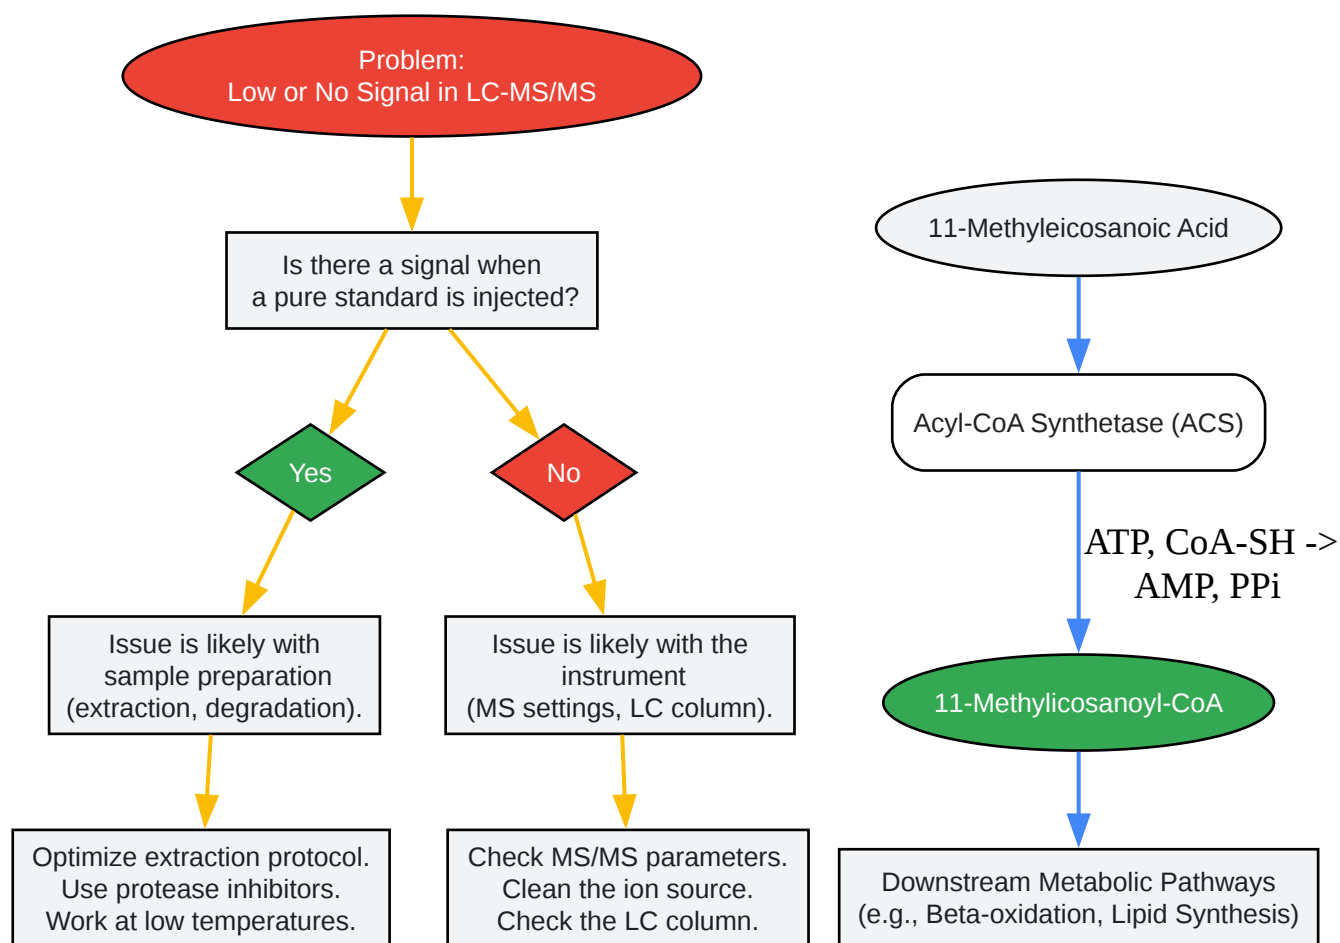 Problem:
Low or No Signal in LC-MS/MS
Is there a signal when
a pure standard is injected?
Yes
No
Issue is likely with
sample preparation
(extraction, degradation).
Issue is likely with the
instrument
(MS settings, LC column).
Optimize extraction protocol.
Use protease inhibitors.
Work at low temperatures.
Check MS/MS parameters.
Clean the ion source.
Check the LC column.
11-Methyleicosanoic Acid
Acyl-CoA Synthetase (ACS)
ATP, CoA-SH ->
AMP, PPi
11-Methylicosanoyl-CoA
Downstream Metabolic Pathways
(e.g., Beta-oxidation, Lipid Synthesis)